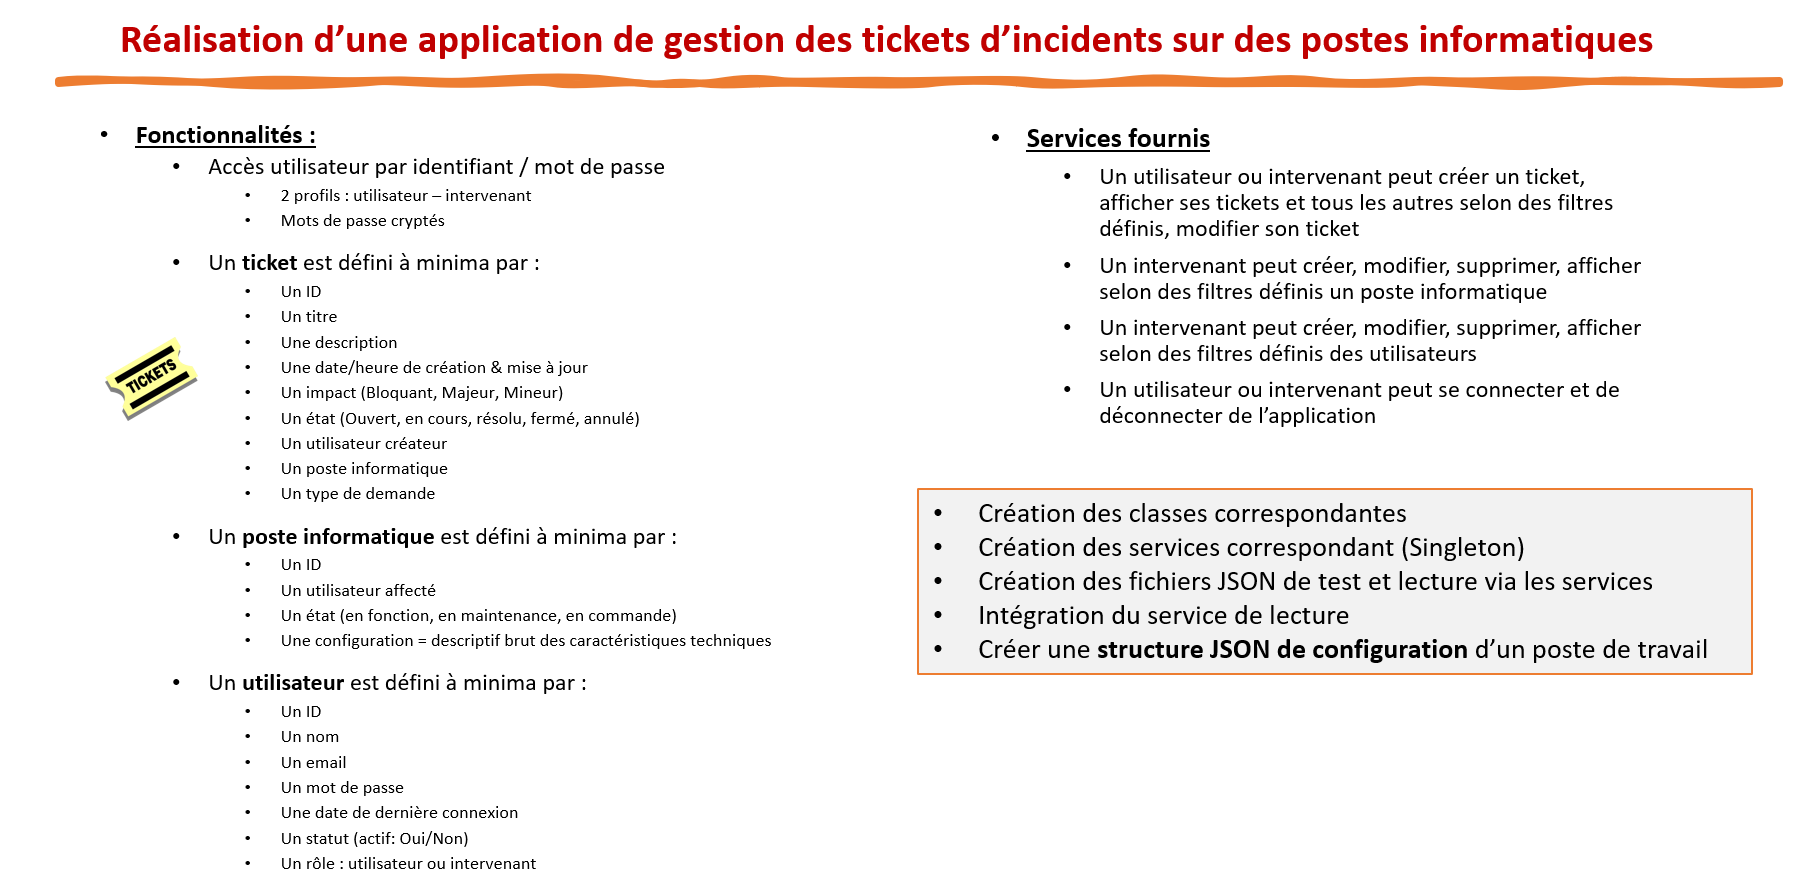 Réalisation d’une application de gestion des tickets d’incidents sur des postes informatiques
• Fonctionnalités :
• Accès utilisateur par identifiant / mot de passe
• 2 profils : utilisateur – intervenant
• Mots de passe cryptés
• Un ticket est défini à minima par :
• Un ID
• Un titre
• Une description
• Une date/heure de création & mise à jour
• Un impact (Bloquant, Majeur, Mineur)
• Un état (Ouvert, en cours, résolu, fermé, annulé)
• Un utilisateur créateur
• Un poste informatique
• Un type de demande
TICKETS
• Un poste informatique est défini à minima par :
• Un ID
• Un utilisateur affecté
• Un état (en fonction, en maintenance, en commande)
• Une configuration = descriptif brut des caractéristiques techniques
• Un utilisateur est défini à minima par :
• Un ID
• Un nom
• Un email
• Un mot de passe
• Une date de dernière connexion
• Un statut (actif: Oui/Non)
• Un rôle : utilisateur ou intervenant
• Services fournis
• Un utilisateur ou intervenant peut créer un ticket,
afficher ses tickets et tous les autres selon des filtres
définis, modifier son ticket
• Un intervenant peut créer, modifier, supprimer, afficher
selon des filtres définis un poste informatique
• Un intervenant peut créer, modifier, supprimer, afficher
selon des filtres définis des utilisateurs
• Un utilisateur ou intervenant peut se connecter et de
déconnecter de l’application
• Création des classes correspondantes
• Création des services correspondant (Singleton)
• Création des fichiers JSON de test et lecture via les services
• Intégration du service de lecture
• Créer une structure JSON de configuration d’un poste de travail